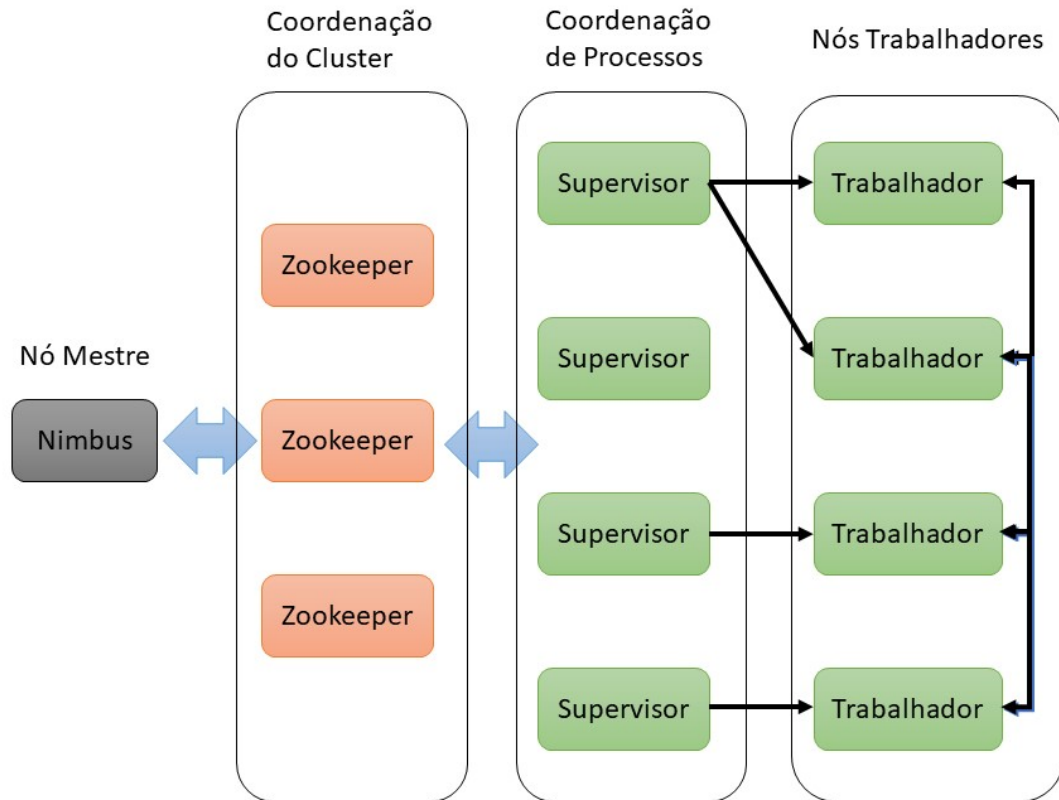 Coordenação
do Cluster
Coordenação
de Processos
Nós Trabalhadores
Nó Mestre
Nimbus
Zookeeper
Zookeeper
Zookeeper
Supervisor
Supervisor
Supervisor
Supervisor
Trabalhador
Trabalhador
Trabalhador
Trabalhador